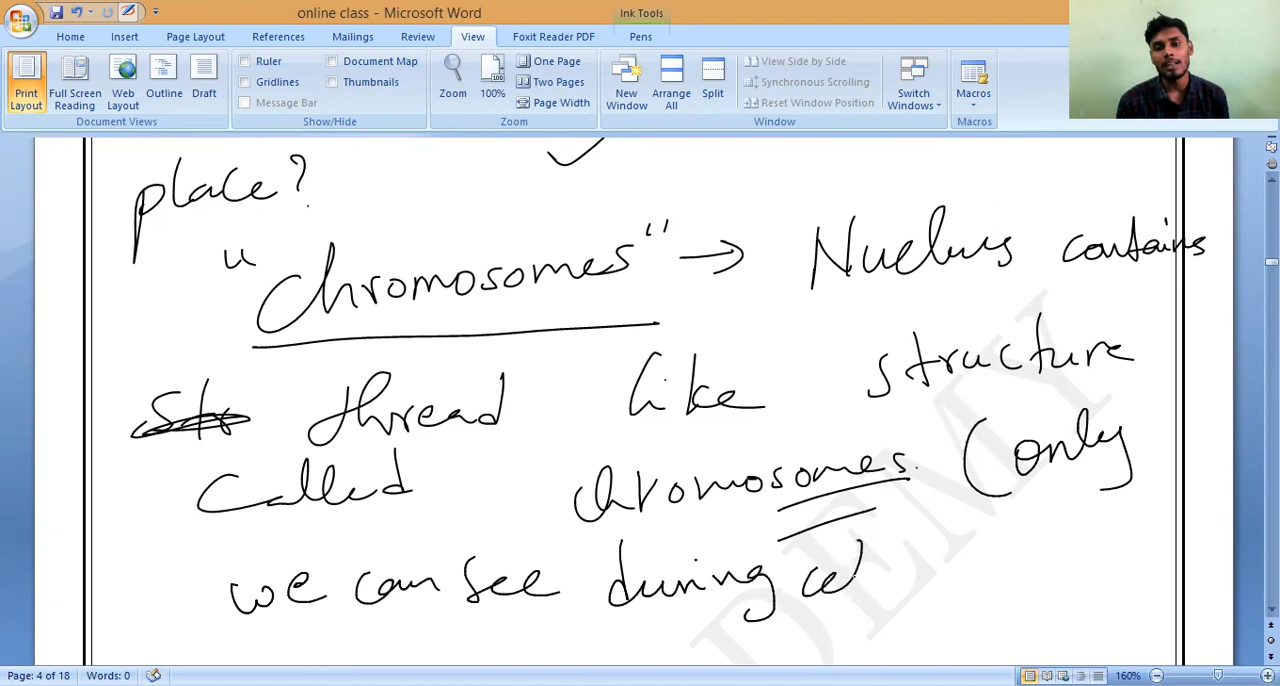 online class - Microsoft Word
Ink Tools
Home Insert Page Layout References Mailings Review View Foxit Reader PDF Pens
Print Layout
Full Screen Reading
Web Layout
Outline
Draft
Document Views
Ruler
Gridlines
Message Bar
Document Map
Thumbnails
Show/Hide
Zoom
100%
One Page
Two Pages
Page Width
Zoom
New Window
Arrange All
Split
View Side by Side
Synchronous Scrolling
Reset Window Position
Switch Windows
Window
Macros
Macros
place?
"Chromosomes" → Nucleus contains
thread like structure
called chromosomes. (only
we can see during cel
DEMY
Page: 4 of 18 Words: 0 160%